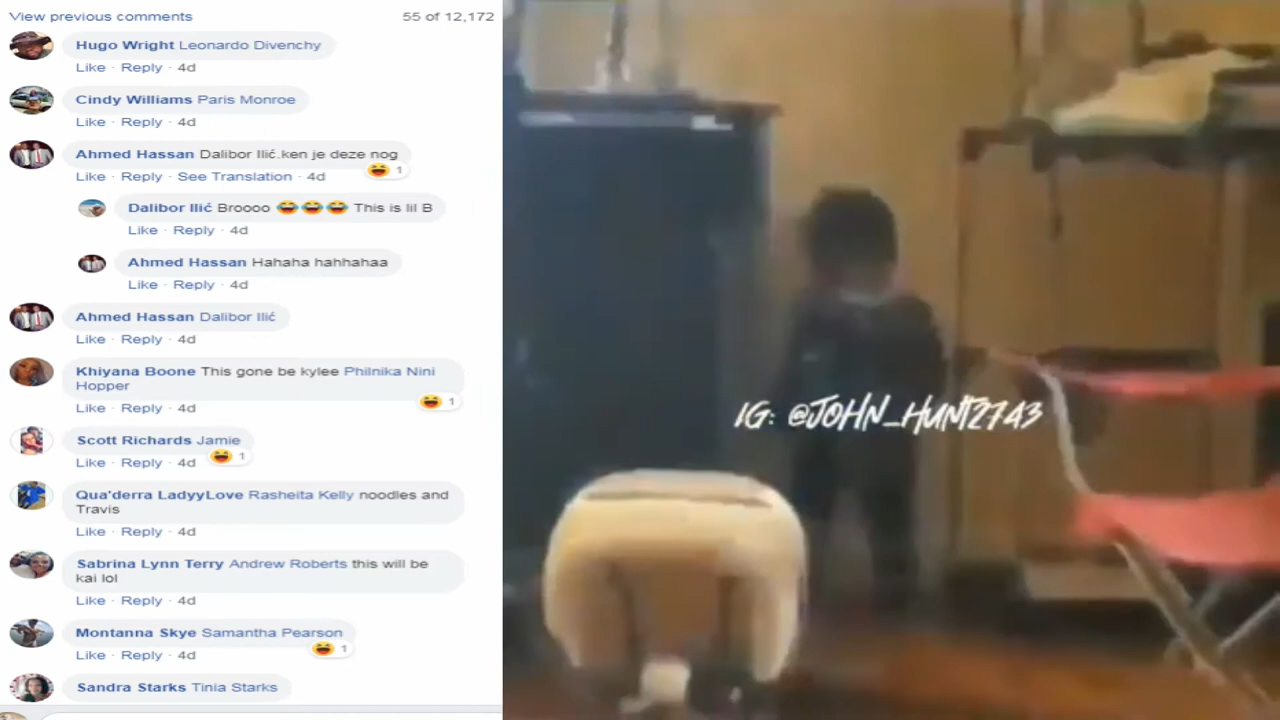 View previous comments 55 of 12,172
Hugo Wright Leonardo Divenchy
Like · Reply · 4d
Cindy Williams Paris Monroe
Like · Reply · 4d
Ahmed Hassan Dalibor Ilić.ken je deze nog
1
Like · Reply · See Translation · 4d
Dalibor Ilić Broooo 😂😂😂 This is lil B
Like · Reply · 4d
Ahmed Hassan Hahaha hahhahaa
Like · Reply · 4d
Ahmed Hassan Dalibor Ilić
Like · Reply · 4d
Khiyana Boone This gone be kylee Philnika Nini
Hopper
1
Like · Reply · 4d
Scott Richards Jamie
1
Like · Reply · 4d
Qua'derra LadyyLove Rasheita Kelly noodles and
Travis
Like · Reply · 4d
Sabrina Lynn Terry Andrew Roberts this will be
kai lol
Like · Reply · 4d
Montanna Skye Samantha Pearson
1
Like · Reply · 4d
Sandra Starks Tinia Starks
IG: @JOHN_HUNT2743